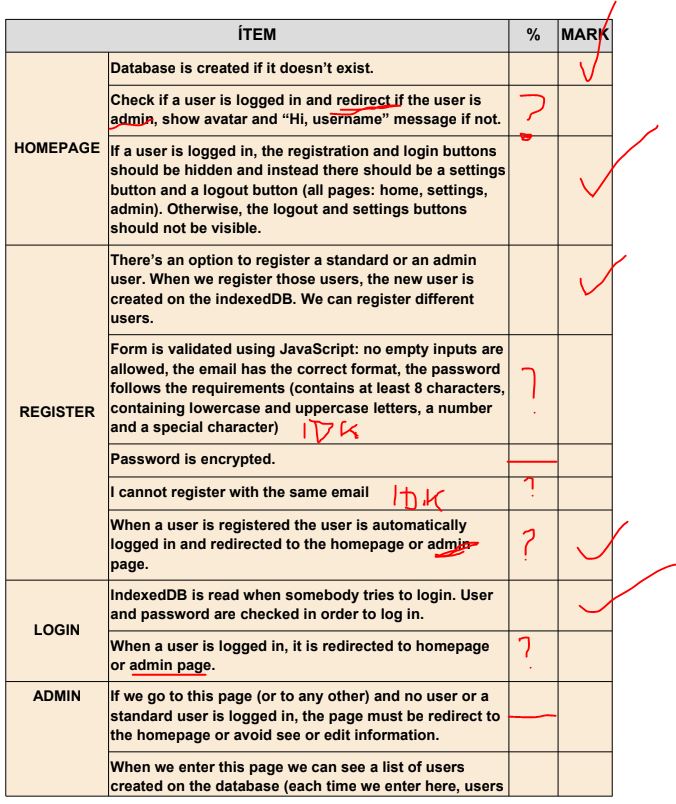 ÍTEM % MARK
HOMEPAGE
Database is created if it doesn't exist.
Check if a user is logged in and redirect if the user is
admin, show avatar and “Hi, username” message if not.
?
If a user is logged in, the registration and login buttons
should be hidden and instead there should be a settings
button and a logout button (all pages: home, settings,
admin). Otherwise, the logout and settings buttons
should not be visible.
REGISTER
There's an option to register a standard or an admin
user. When we register those users, the new user is
created on the indexedDB. We can register different
users.
Form is validated using JavaScript: no empty inputs are
allowed, the email has the correct format, the password
follows the requirements (contains at least 8 characters,
containing lowercase and uppercase letters, a number
and a special character) IDK
?
Password is encrypted.
I cannot register with the same email IDK ?
When a user is registered the user is automatically
logged in and redirected to the homepage or admin
page.
?
LOGIN
IndexedDB is read when somebody tries to login. User
and password are checked in order to log in.
When a user is logged in, it is redirected to homepage
or admin page.
?
ADMIN
If we go to this page (or to any other) and no user or a
standard user is logged in, the page must be redirect to
the homepage or avoid see or edit information.
When we enter this page we can see a list of users
created on the database (each time we enter here, users